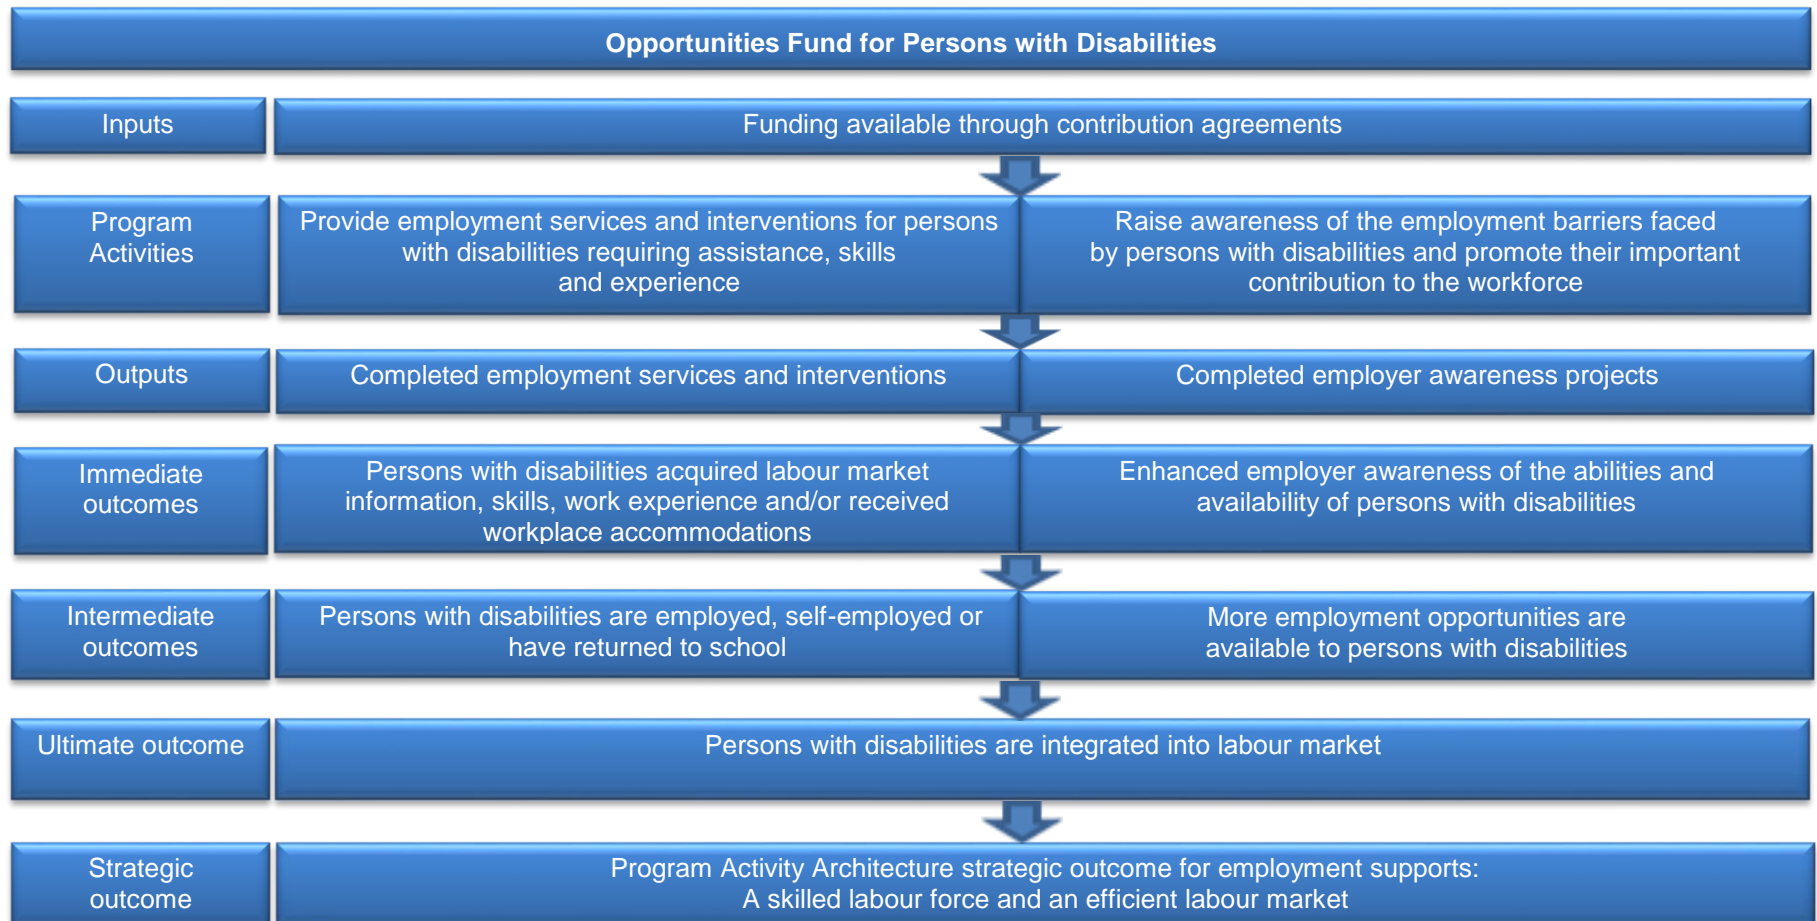 Opportunities Fund for Persons with Disabilities
Inputs
Funding available through contribution agreements
Program
Activities
Provide employment services and interventions for persons
with disabilities requiring assistance, skills
and experience
Raise awareness of the employment barriers faced
by persons with disabilities and promote their important
contribution to the workforce
Outputs
Completed employment services and interventions
Completed employer awareness projects
Immediate
outcomes
Persons with disabilities acquired labour market
information, skills, work experience and/or received
workplace accommodations
Enhanced employer awareness of the abilities and
availability of persons with disabilities
Intermediate
outcomes
Persons with disabilities are employed, self-employed or
have returned to school
More employment opportunities are
available to persons with disabilities
Ultimate outcome
Persons with disabilities are integrated into labour market
Strategic
outcome
Program Activity Architecture strategic outcome for employment supports:
A skilled labour force and an efficient labour market